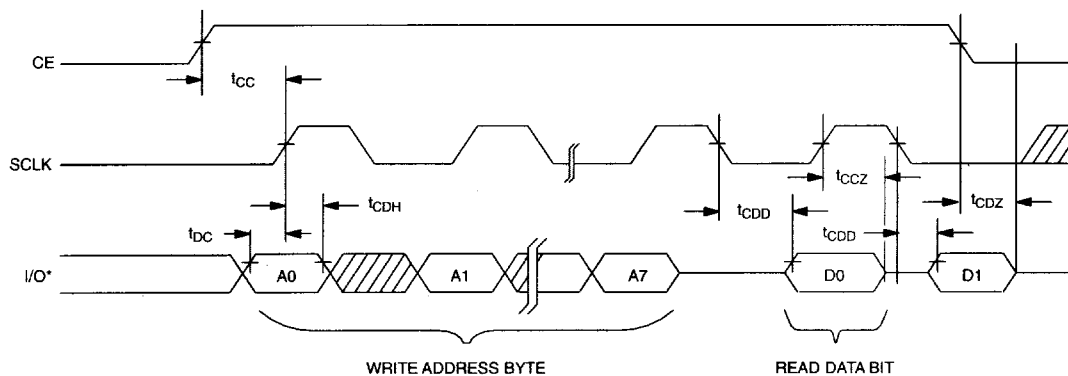 CE
tCC
SCLK
tCCZ
tCDH
tCDD
tCDZ
tDC
tCDD
I/O*
A0
A1
A7
D0
D1
WRITE ADDRESS BYTE
READ DATA BIT